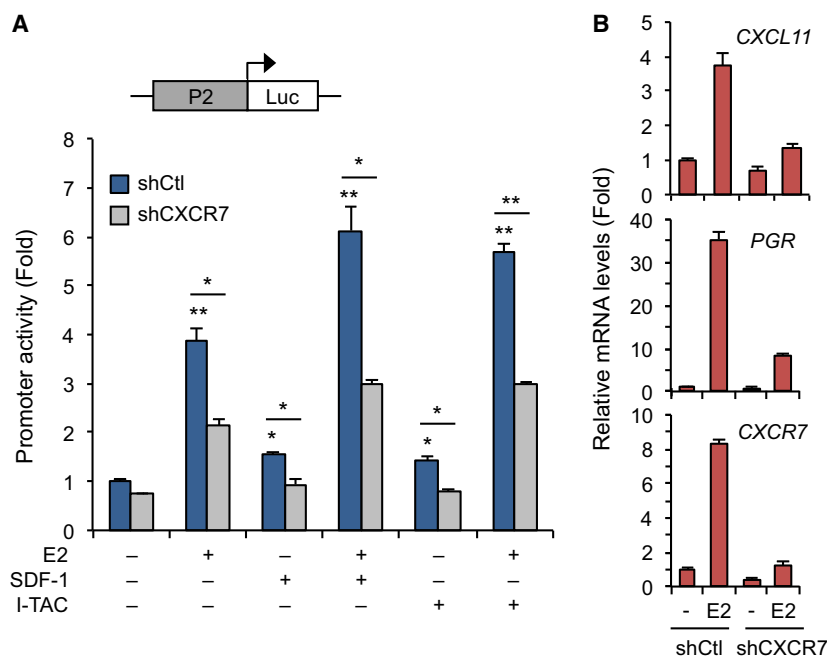 A
P2 Luc
Promoter activity (Fold)
8
7
6
5
4
3
2
1
0
shCtl
shCXCR7
*
**
*
*
*
**
*
*
**
**
*
E2 – + – + – +
SDF-1 – – + + – –
I-TAC – – – – + +
B
Relative mRNA levels (Fold)
CXCL11
5
4
3
2
1
0
PGR
40
30
20
10
0
CXCR7
10
8
6
4
2
0
- E2 - E2
shCtl shCXCR7